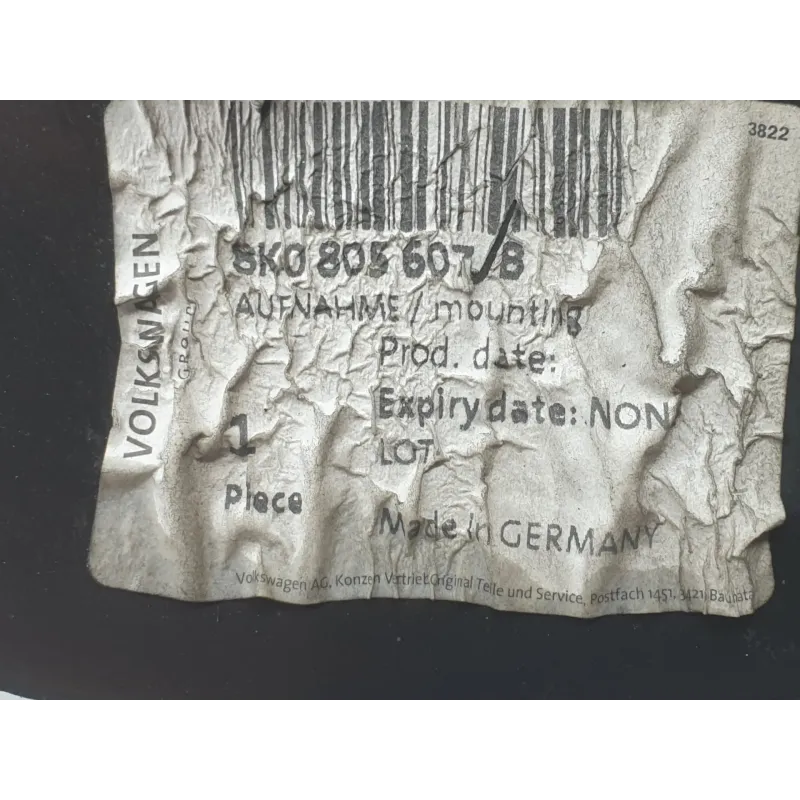 3822
8K0 805 607 B
AUFNAHME / mounting
Prod. date:
Expiry date: NON
LOT
1
Piece
Made in GERMANY
VOLKSWAGEN
GROUP
Volkswagen AG, Konzern Vertrieb Original Teile und Service, Postfach 1451, 3421 Baunata